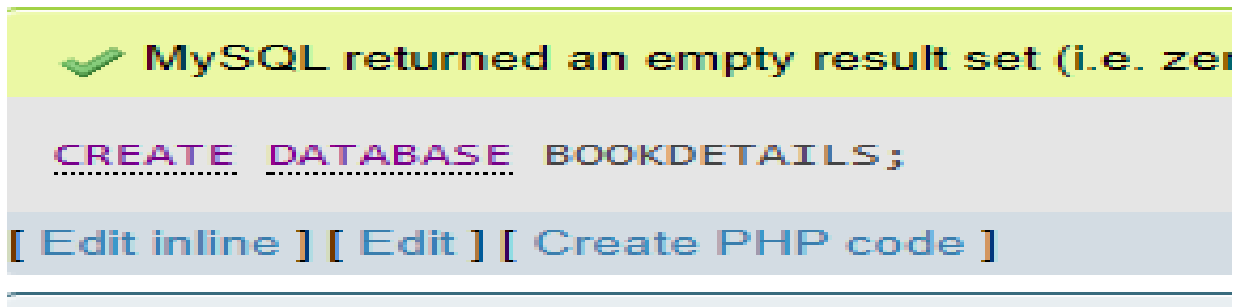 MySQL returned an empty result set (i.e. zer
CREATE DATABASE BOOKDETAILS;
[ Edit inline ] [ Edit ] [ Create PHP code ]